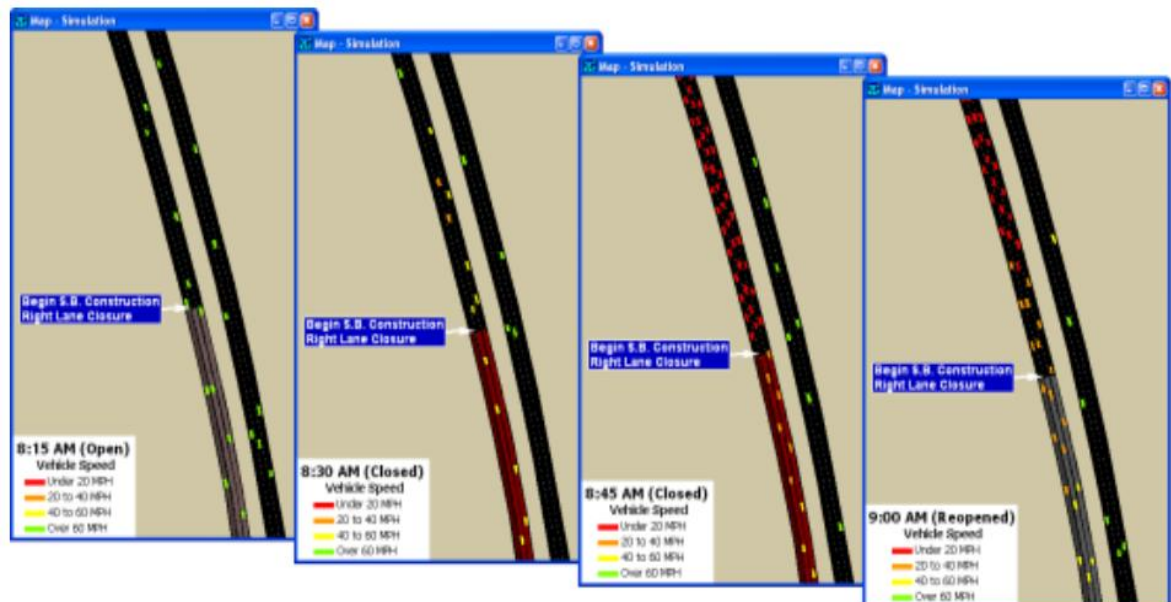 Map - Simulation
Begin S.B. Construction
Right Lane Closure
8:15 AM (Open)
Vehicle Speed
Under 20 MPH
20 to 40 MPH
40 to 60 MPH
Over 60 MPH
Map - Simulation
Begin S.B. Construction
Right Lane Closure
8:30 AM (Closed)
Vehicle Speed
Under 20 MPH
20 to 40 MPH
40 to 60 MPH
Over 60 MPH
Map - Simulation
Begin S.B. Construction
Right Lane Closure
8:45 AM (Closed)
Vehicle Speed
Under 20 MPH
20 to 40 MPH
40 to 60 MPH
Over 60 MPH
Map - Simulation
Begin S.B. Construction
Right Lane Closure
9:00 AM (Reopened)
Vehicle Speed
Under 20 MPH
20 to 40 MPH
40 to 60 MPH
Over 60 MPH